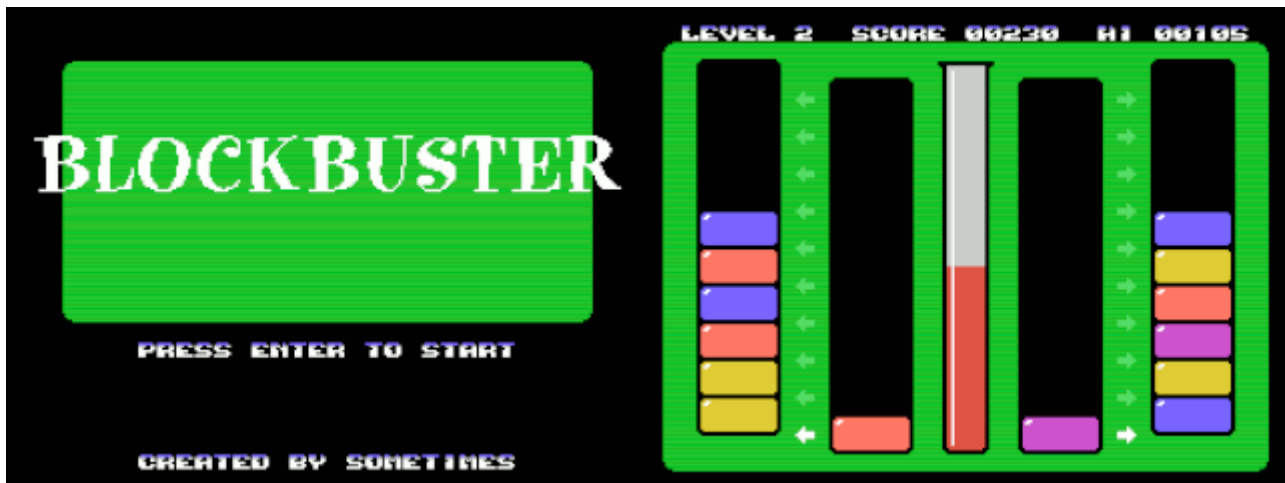 BLOCKBUSTER
PRESS ENTER TO START
CREATED BY SOMETIMES
LEVEL 2 SCORE 00230 HI 00105